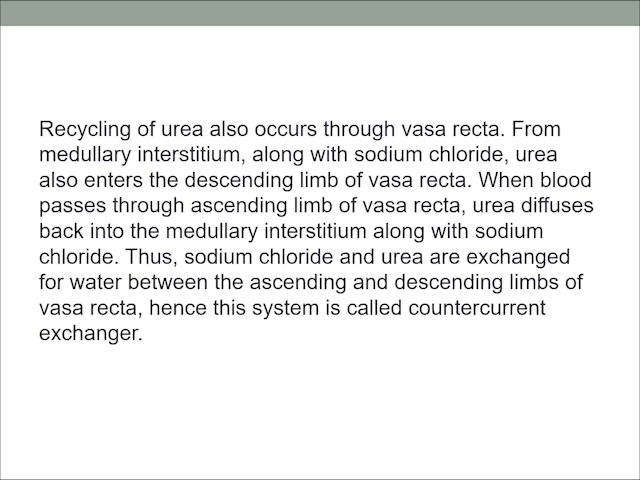 Recycling of urea also occurs through vasa recta. From
medullary interstitium, along with sodium chloride, urea
also enters the descending limb of vasa recta. When blood
passes through ascending limb of vasa recta, urea diffuses
back into the medullary interstitium along with sodium
chloride. Thus, sodium chloride and urea are exchanged
for water between the ascending and descending limbs of
vasa recta, hence this system is called countercurrent
exchanger.